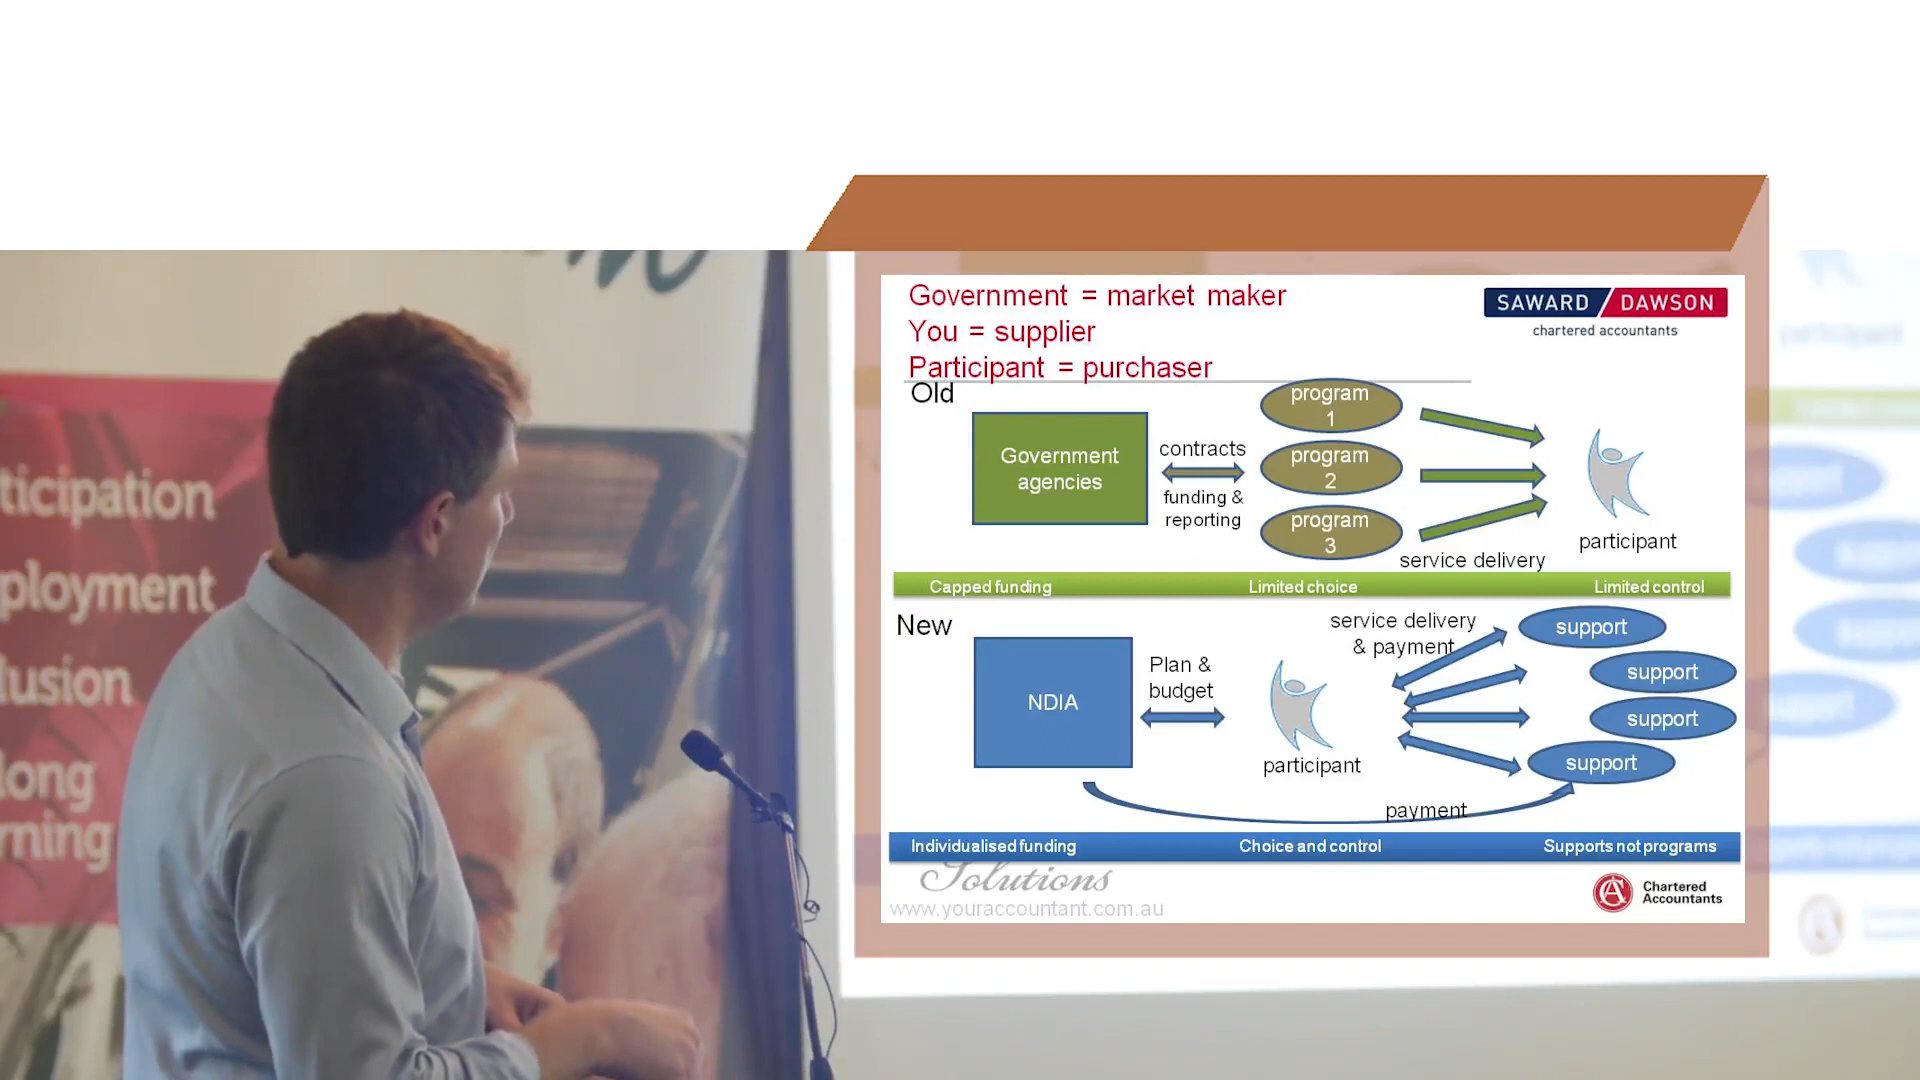 ticipation
ployment
lusion
long
rning
Government = market maker
You = supplier
Participant = purchaser
SAWARD DAWSON
chartered accountants
Old
Government
agencies
contracts
funding &
reporting
program
1
program
2
program
3
service delivery
participant
Capped funding Limited choice Limited control
New
NDIA
Plan &
budget
participant
service delivery
& payment
support
support
support
support
payment
Individualised funding Choice and control Supports not programs
Solutions
www.youraccountant.com.au
CA
Chartered
Accountants